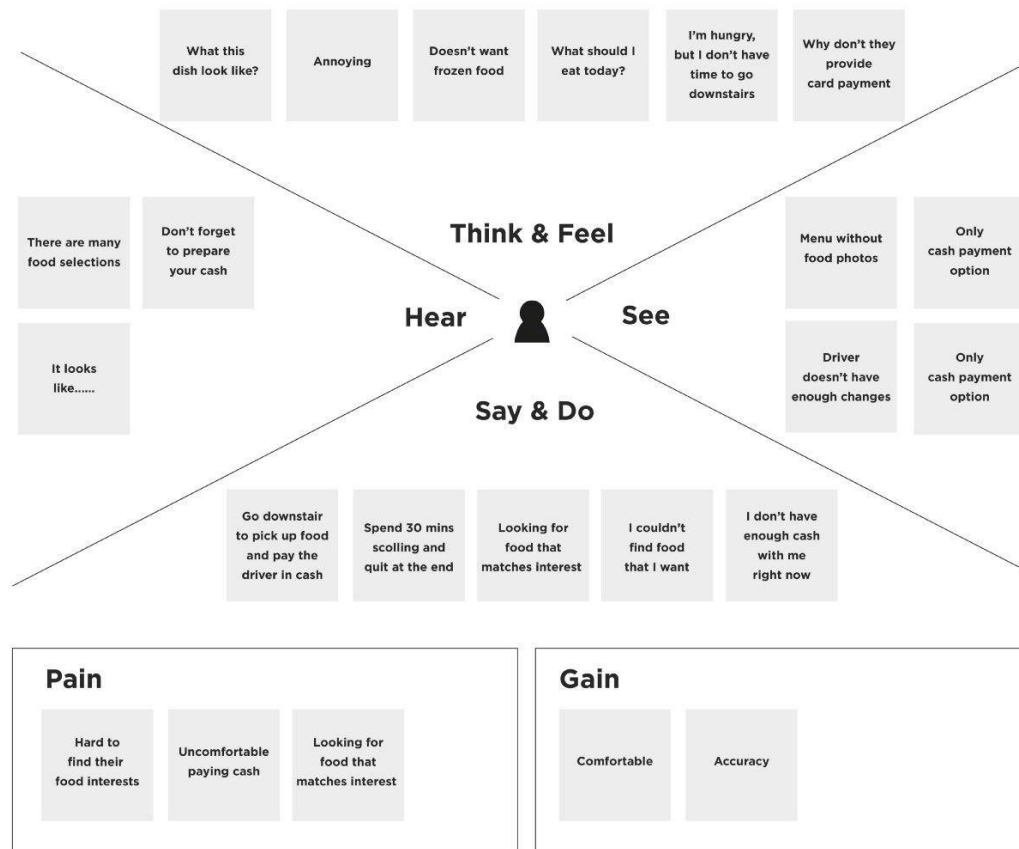 What this
dish look like?
Annoying
Doesn't want
frozen food
What should I
eat today?
I'm hungry,
but I don't have
time to go
downstairs
Why don't they
provide
card payment
Think & Feel
There are many
food selections
Don't forget
to prepare
your cash
It looks
like......
Hear
See
Menu without
food photos
Only
cash payment
option
Driver
doesn't have
enough changes
Only
cash payment
option
Say & Do
Go downstair
to pick up food
and pay the
driver in cash
Spend 30 mins
scolling and
quit at the end
Looking for
food that
matches interest
I couldn't
find food
that I want
I don't have
enough cash
with me
right now
Pain
Hard to
find their
food interests
Uncomfortable
paying cash
Looking for
food that
matches interest
Gain
Comfortable
Accuracy